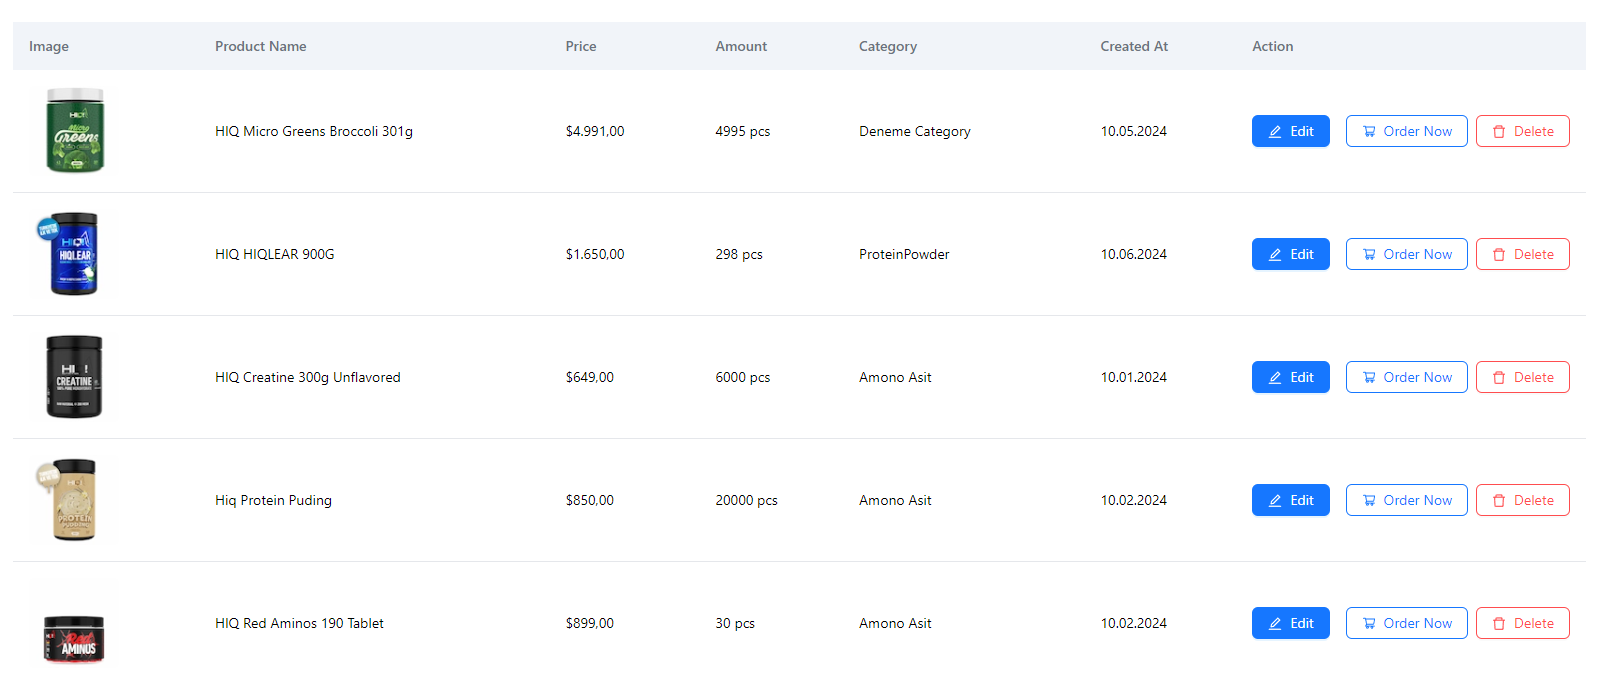 Image Product Name Price Amount Category Created At Action
HIQ
Micro
Greens
HIQ Micro Greens Broccoli 301g $4.991,00 4995 pcs Deneme Category 10.05.2024 Edit Order Now Delete
HIQ
HIQLEAR
HIQ HIQLEAR 900G $1.650,00 298 pcs ProteinPowder 10.06.2024 Edit Order Now Delete
CREATINE
HIQ Creatine 300g Unflavored $649,00 6000 pcs Amono Asit 10.01.2024 Edit Order Now Delete
PROTEIN
PUDDING
Hiq Protein Puding $850,00 20000 pcs Amono Asit 10.02.2024 Edit Order Now Delete
Red
AMINOS
HIQ Red Aminos 190 Tablet $899,00 30 pcs Amono Asit 10.02.2024 Edit Order Now Delete